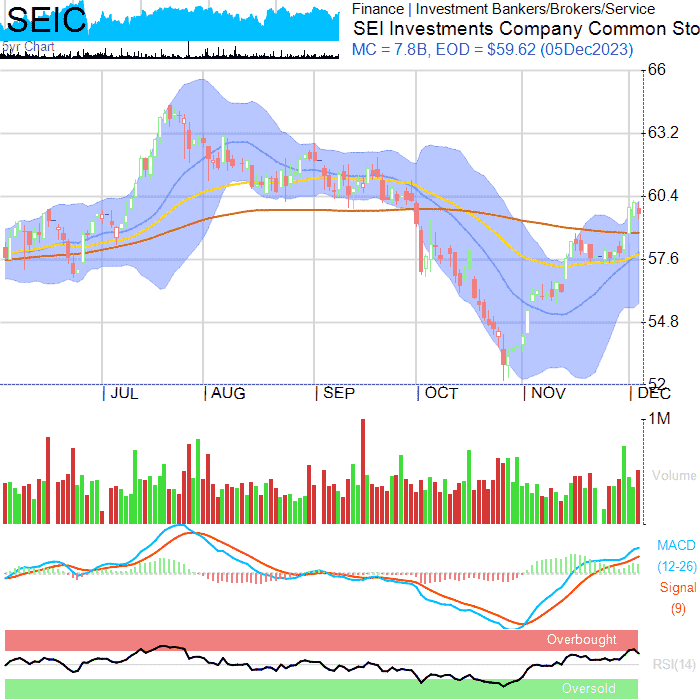 SEIC
5yr Chart
Finance | Investment Bankers/Brokers/Service
SEI Investments Company Common Sto
MC = 7.8B, EOD = $59.62 (05Dec2023)
66
63.2
60.4
57.6
54.8
52
JUL
AUG
SEP
OCT
NOV
DEC
1M
Volume
MACD
(12-26)
Signal
(9)
Overbought
RSI(14)
Oversold